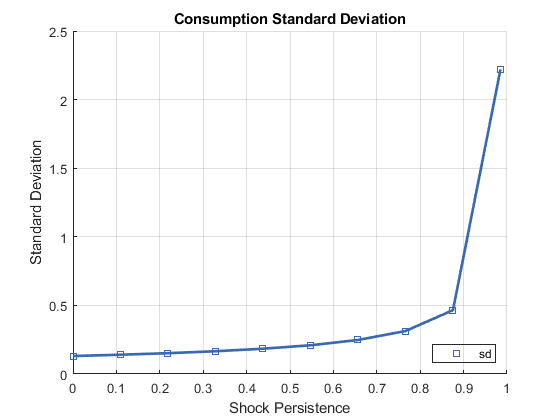 Consumption Standard Deviation
2.5
2
1.5
1
0.5
0
Standard Deviation
0 0.1 0.2 0.3 0.4 0.5 0.6 0.7 0.8 0.9 1
Shock Persistence
sd